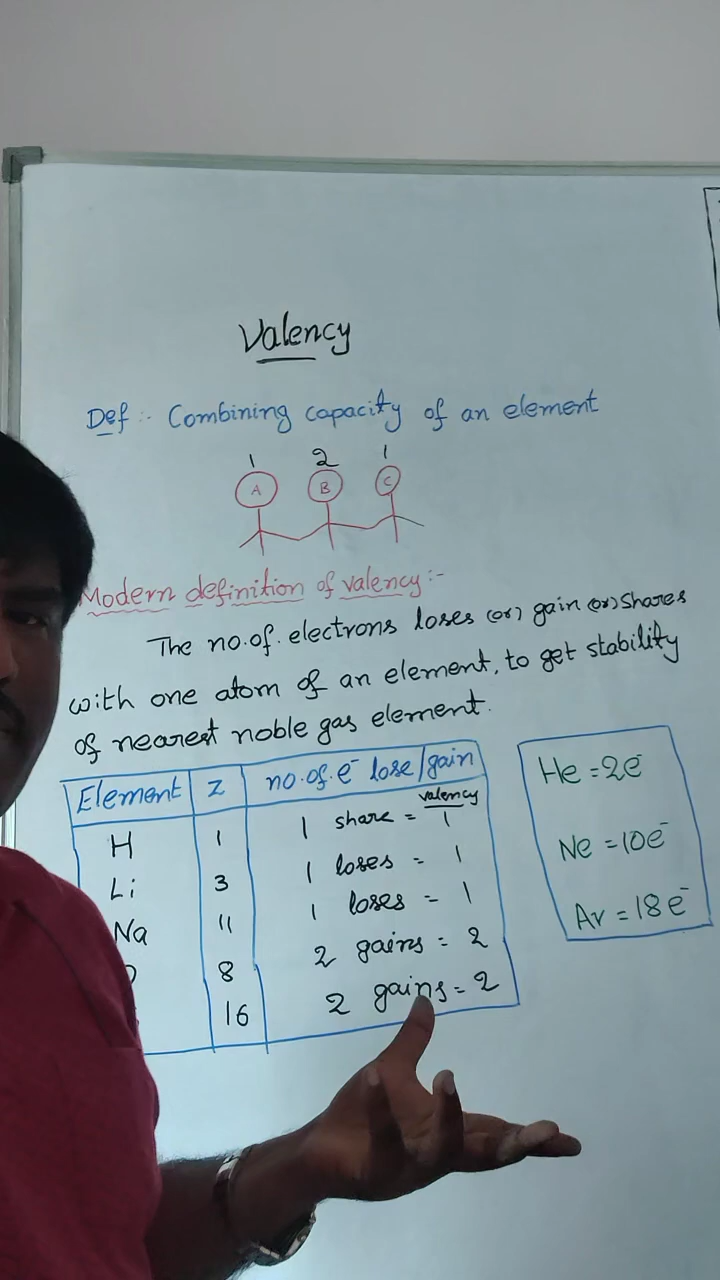 Valency
Def :- Combining capacity of an element
1 2 1
A B C
Modern definition of valency:-
The no.of. electrons loses (or) gain (or) shares
with one atom of an element, to get stability
of nearest noble gas element.
Element Z no.of.e⁻ lose/gain
valency
H 1 1 share = 1
Li 3 1 loses = 1
Na 11 1 loses = 1
8 2 gains = 2
16 2 gains = 2
He = 2e⁻
Ne = 10e⁻
Ar = 18e⁻